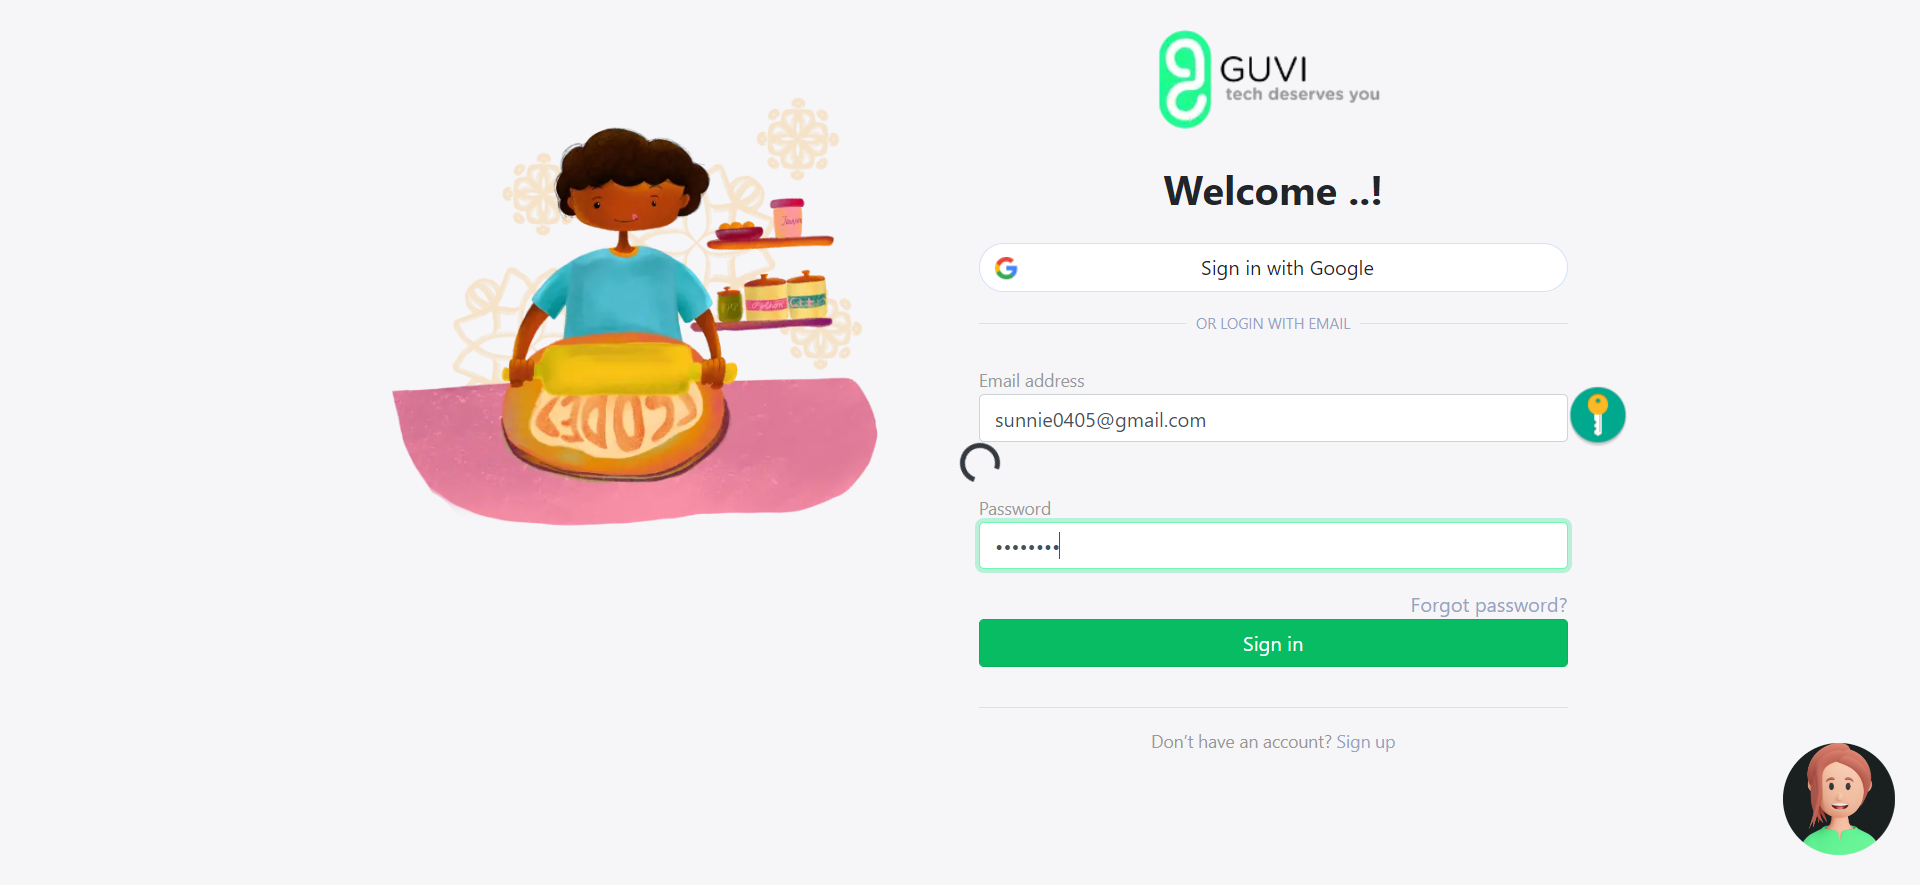 GUVI
tech deserves you
Welcome ..!
Sign in with Google
OR LOGIN WITH EMAIL
Email address
sunnie0405@gmail.com
Password
••••••••
Forgot password?
Sign in
Don't have an account? Sign up
CODE